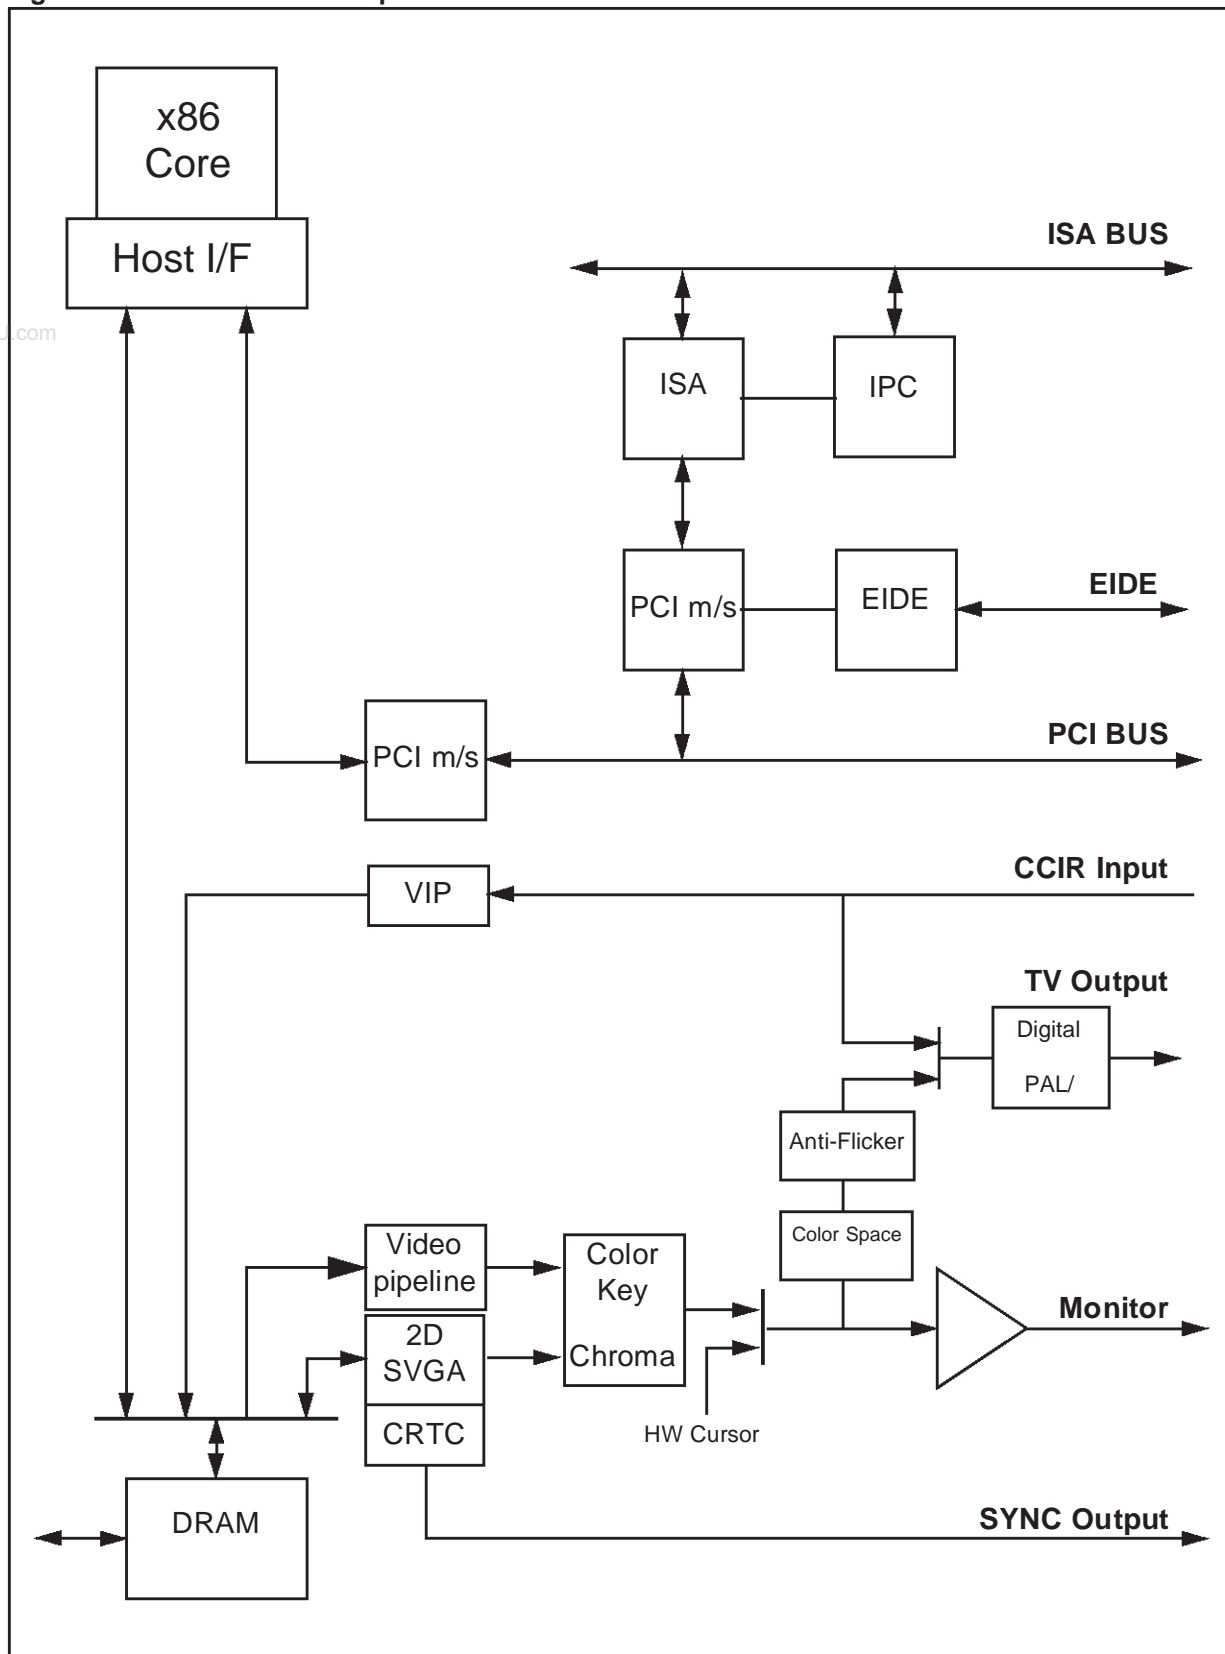 x86
Core
Host I/F
ISA BUS
.com
ISA
IPC
PCI m/s
EIDE
EIDE
PCI m/s
PCI BUS
VIP
CCIR Input
TV Output
Digital
PAL/
Anti-Flicker
Color Space
Video
pipeline
Color
Key
Chroma
2D
SVGA
CRTC
Monitor
HW Cursor
DRAM
SYNC Output